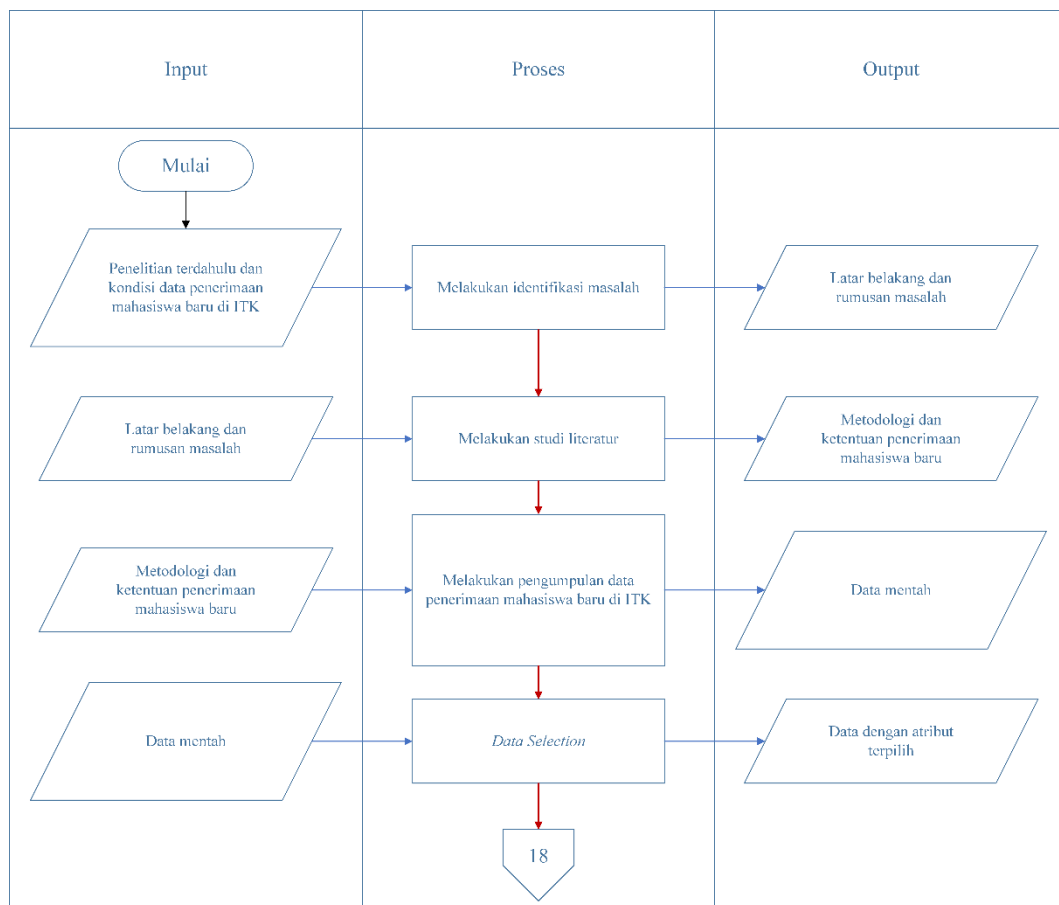 Input
Proses
Output
Mulai
Penelitian terdahulu dan
kondisi data penerimaan
mahasiswa baru di ITK
Melakukan identifikasi masalah
Latar belakang dan
rumusan masalah
Latar belakang dan
rumusan masalah
Melakukan studi literatur
Metodologi dan
ketentuan penerimaan
mahasiswa baru
Metodologi dan
ketentuan penerimaan
mahasiswa baru
Melakukan pengumpulan data
penerimaan mahasiswa baru di ITK
Data mentah
Data mentah
Data Selection
Data dengan atribut
terpilih
18